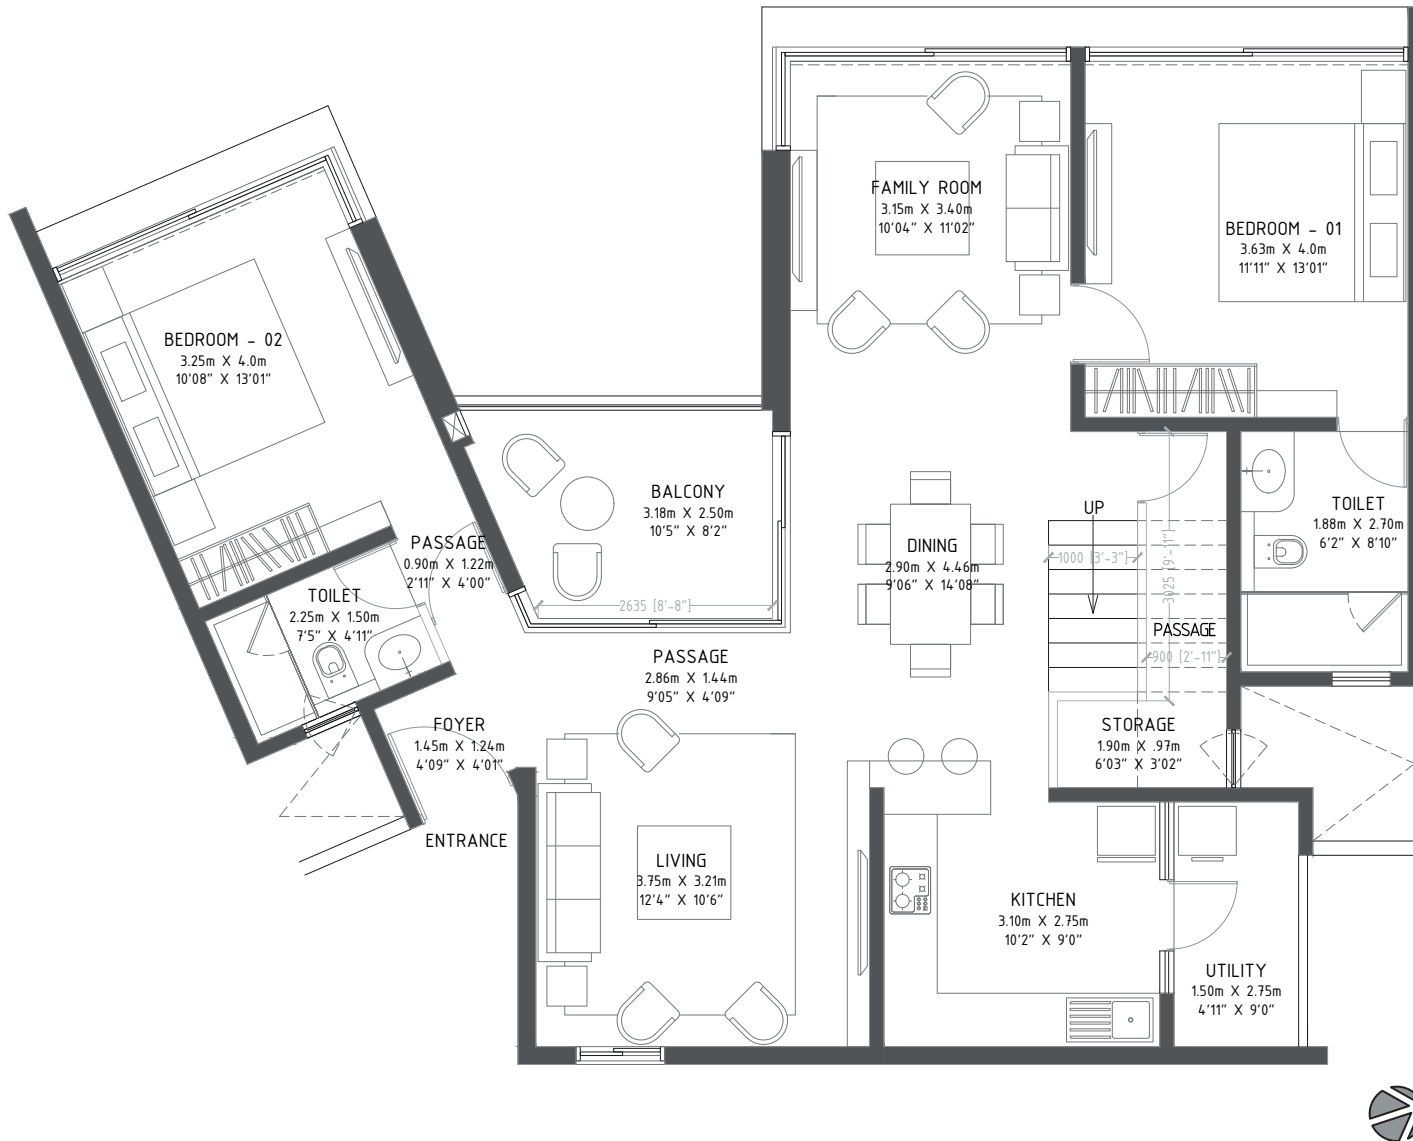 FAMILY ROOM
3.15m X 3.40m
10'04" X 11'02"
BEDROOM - 01
3.63m X 4.0m
11'11" X 13'01"
BEDROOM - 02
3.25m X 4.0m
10'08" X 13'01"
BALCONY
3.18m X 2.50m
10'5" X 8'2"
2635 [8'-8"]
PASSAGE
0.90m X 1.22m
2'11" X 4'00"
TOILET
2.25m X 1.50m
7'5" X 4'11"
DINING
2.90m X 4.46m
9'06" X 14'08"
UP
1000 [3'-3"]
3025 [9'-11"]
PASSAGE
900 [2'-11"]
TOILET
1.88m X 2.70m
6'2" X 8'10"
PASSAGE
2.86m X 1.44m
9'05" X 4'09"
FOYER
1.45m X 1.24m
4'09" X 4'01"
STORAGE
1.90m X .97m
6'03" X 3'02"
ENTRANCE
LIVING
3.75m X 3.21m
12'4" X 10'6"
KITCHEN
3.10m X 2.75m
10'2" X 9'0"
UTILITY
1.50m X 2.75m
4'11" X 9'0"